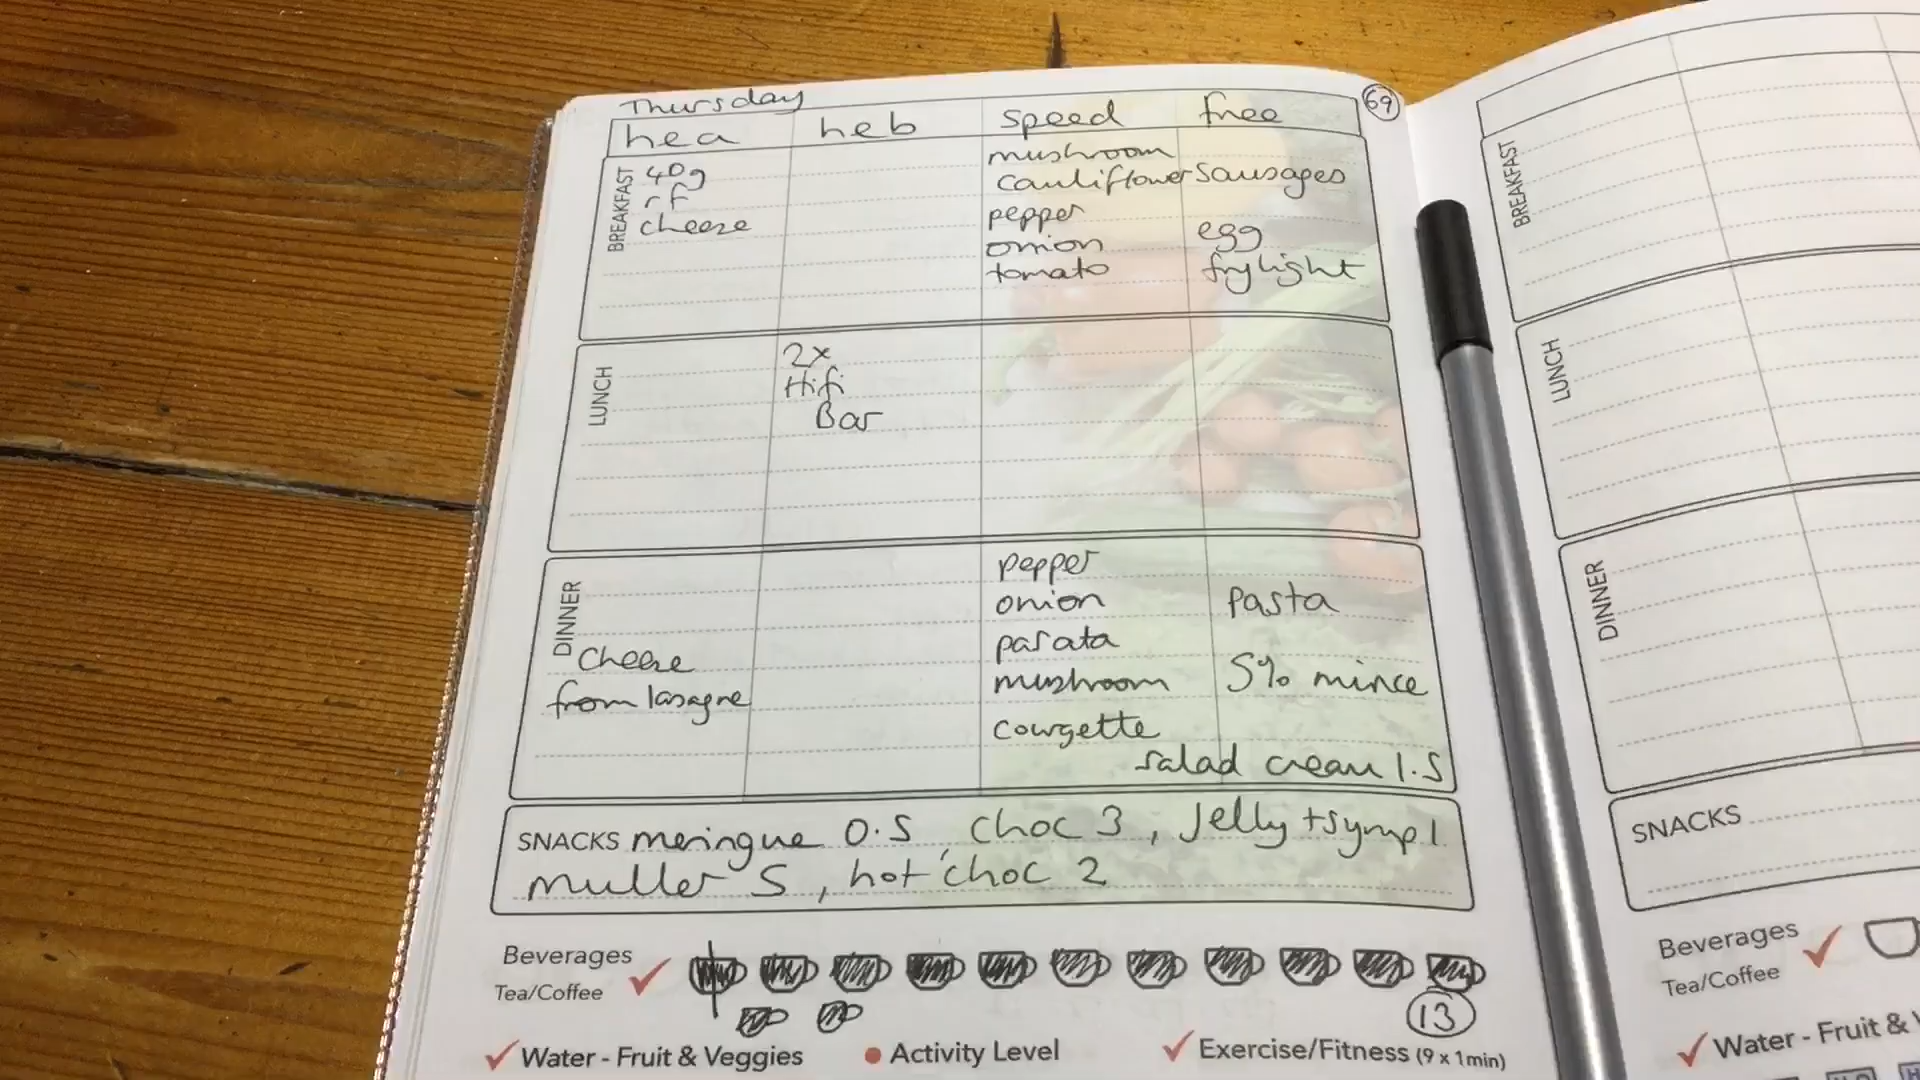 Thursday
hea heb speed free 69
BREAKFAST
40g
rf
cheese
mushroom
cauliflower sausages
pepper
onion egg
tomato frylight
LUNCH
2x
Hifi
Bar
DINNER
cheese
from lasagne
pepper
onion pasta
pasata
mushroom 5% mince
courgette
salad cream 1.5
SNACKS meringue 0.5, choc 3, Jelly + symp 1
muller 5, hot choc 2
Beverages
Tea/Coffee
13
Water - Fruit & Veggies Activity Level Exercise/Fitness (9 x 1min)
BREAKFAST
LUNCH
DINNER
SNACKS
Beverages
Tea/Coffee
Water - Fruit &